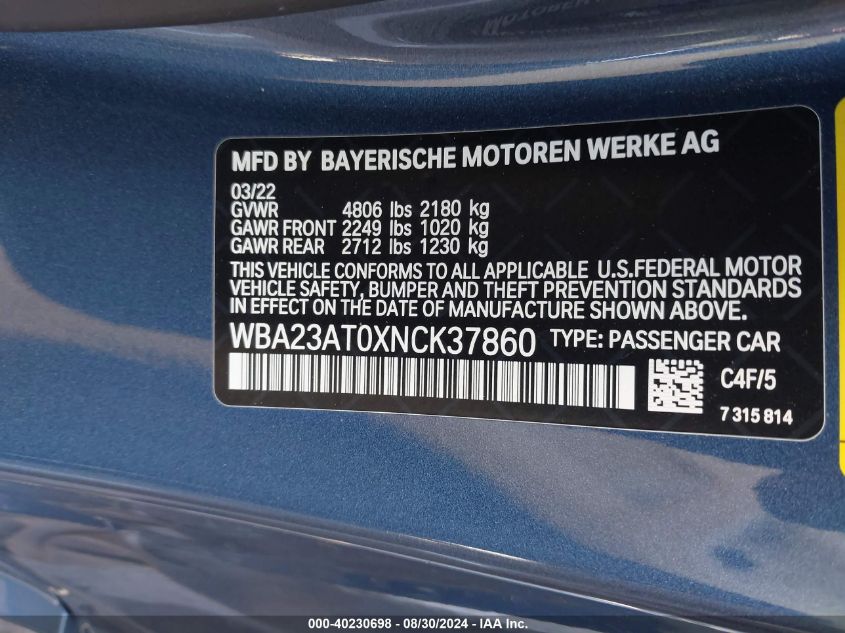 MFD BY BAYERISCHE MOTOREN WERKE AG
03/22
GVWR 4806 lbs 2180 kg
GAWR FRONT 2249 lbs 1020 kg
GAWR REAR 2712 lbs 1230 kg
THIS VEHICLE CONFORMS TO ALL APPLICABLE U.S.FEDERAL MOTOR
VEHICLE SAFETY, BUMPER AND THEFT PREVENTION STANDARDS
IN EFFECT ON THE DATE OF MANUFACTURE SHOWN ABOVE.
WBA23AT0XNCK37860 TYPE: PASSENGER CAR
C4F/5
7315814
000-40230698 - 08/30/2024 - IAA Inc.